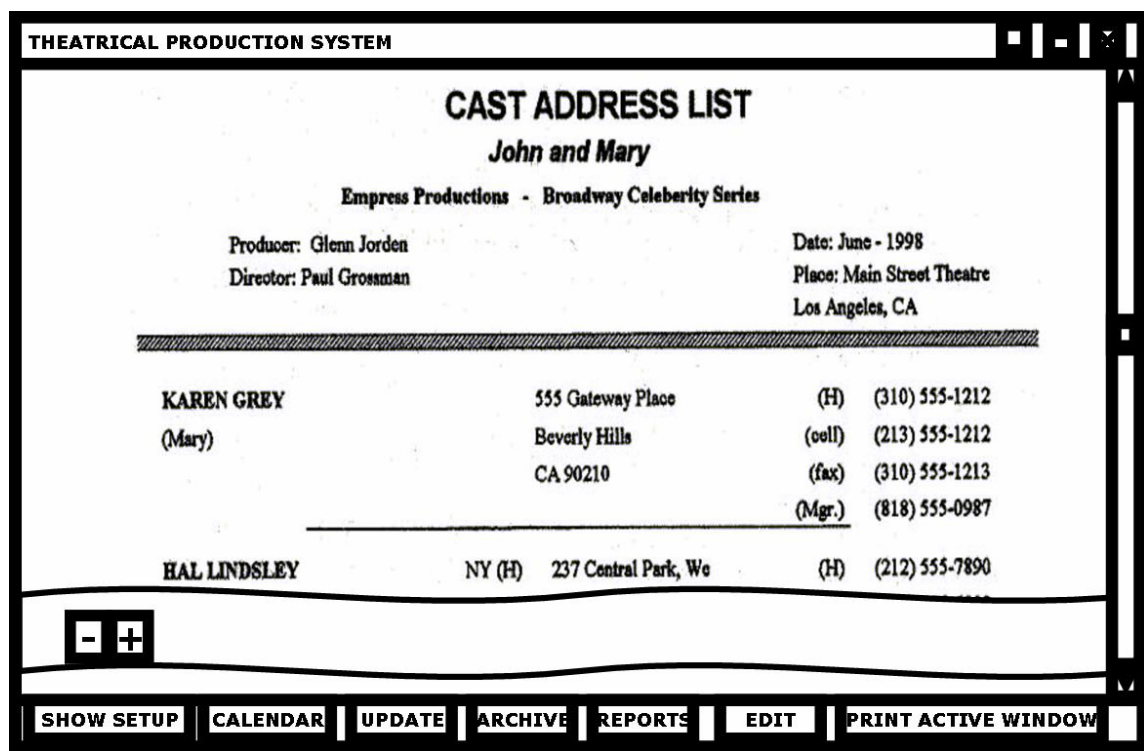 THEATRICAL PRODUCTION SYSTEM
CAST ADDRESS LIST
John and Mary
Empress Productions - Broadway Celeberity Series
Producer: Glenn Jorden Date: June - 1998
Director: Paul Grossman Place: Main Street Theatre
Los Angeles, CA
KAREN GREY 555 Gateway Place (H) (310) 555-1212
(Mary) Beverly Hills (cell) (213) 555-1212
CA 90210 (fax) (310) 555-1213
(Mgr.) (818) 555-0987
HAL LINDSLEY NY (H) 237 Central Park, We (H) (212) 555-7890
- +
SHOW SETUP CALENDAR UPDATE ARCHIVE REPORTS EDIT PRINT ACTIVE WINDOW